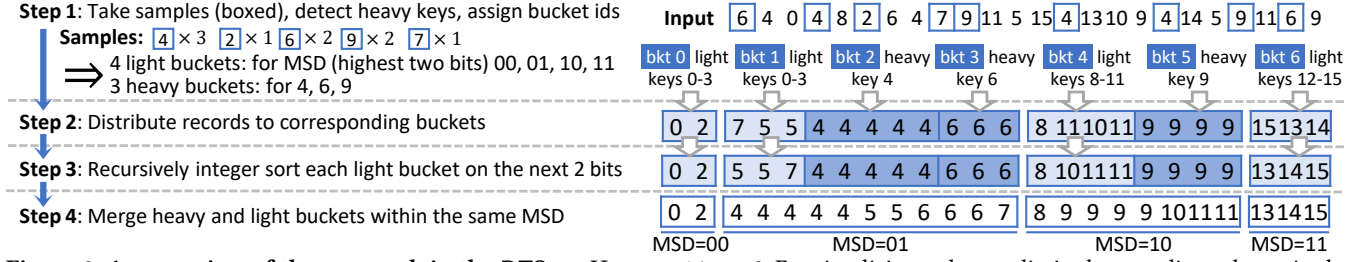 Step 1: Take samples (boxed), detect heavy keys, assign bucket ids
Samples: 4 × 3 2 × 1 6 × 2 9 × 2 7 × 1
⇒ 4 light buckets: for MSD (highest two bits) 00, 01, 10, 11
3 heavy buckets: for 4, 6, 9
Input 6 4 0 4 8 2 6 4 7 9 11 5 15 4 13 10 9 4 14 5 9 11 6 9
bkt 0 light bkt 1 light bkt 2 heavy bkt 3 heavy bkt 4 light bkt 5 heavy bkt 6 light
keys 0-3 keys 0-3 key 4 key 6 keys 8-11 key 9 keys 12-15
Step 2: Distribute records to corresponding buckets
0 2 7 5 5 4 4 4 4 4 6 6 6 8 11 10 11 9 9 9 9 15 13 14
Step 3: Recursively integer sort each light bucket on the next 2 bits
0 2 5 5 7 4 4 4 4 4 6 6 6 8 10 11 11 9 9 9 9 13 14 15
Step 4: Merge heavy and light buckets within the same MSD
0 2 4 4 4 4 4 5 5 6 6 6 7 8 9 9 9 9 10 11 11 13 14 15
MSD=00 MSD=01 MSD=10 MSD=11